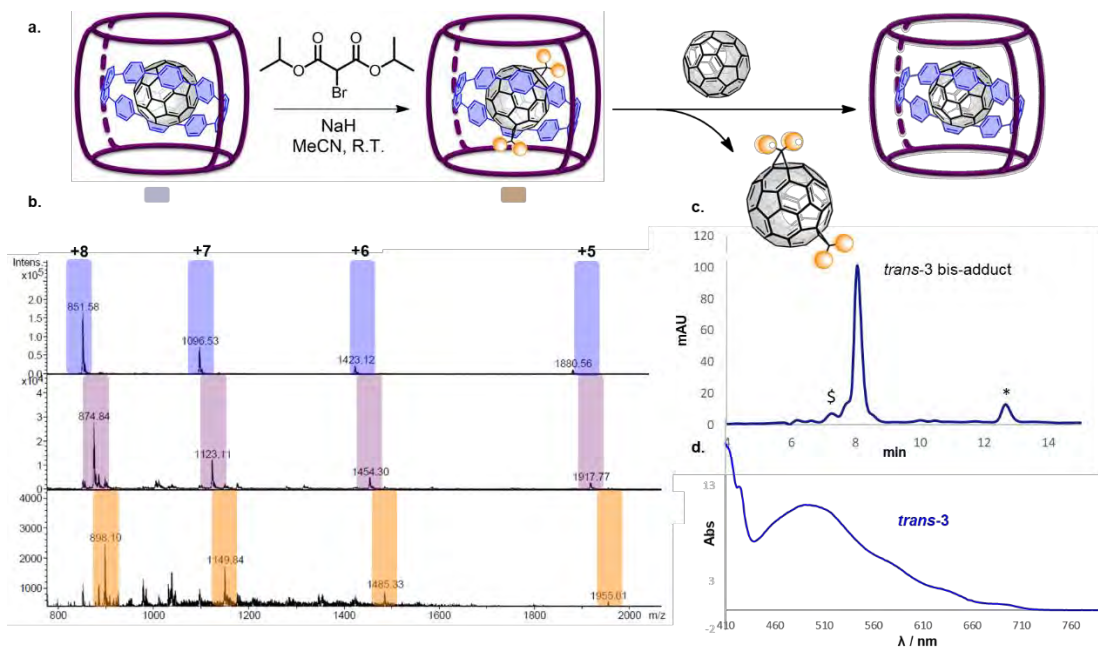 a.
O O
O O
Br
NaH
MeCN, R.T.
b.
+8 +7 +6 +5
Intens.
x10⁵
2.0
1.5
1.0
0.5
0.0
851.58
1096.53
1423.12
1880.56
x10⁴
4
3
2
1
0
874.84
1123.11
1454.30
1917.77
4000
3000
2000
1000
898.10
1149.84
1485.33
1955.01
800 1000 1200 1400 1600 1800 2000 m/z
c.
trans-3 bis-adduct
120
100
80
60
40
20
0
mAU
$
*
4 6 8 10 12 14
min
d.
13
3
-2
Abs
trans-3
410 460 510 560 610 660 710 760
λ / nm